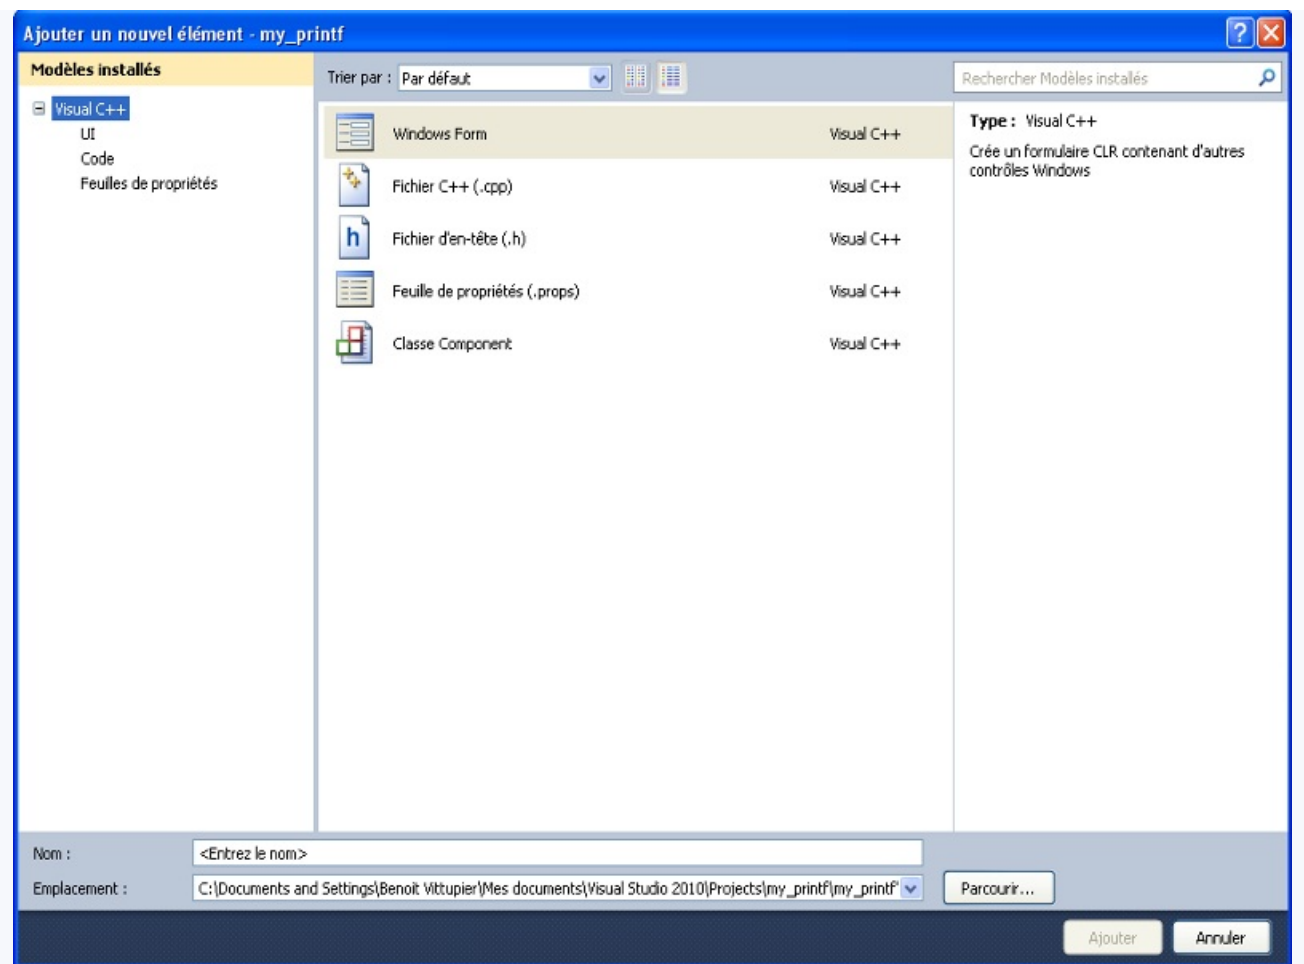 Ajouter un nouvel élément - my_printf
Modèles installés
Trier par : Par défaut
Rechercher Modèles installés
Visual C++
UI
Code
Feuilles de propriétés
Windows Form Visual C++
Fichier C++ (.cpp) Visual C++
Fichier d'en-tête (.h) Visual C++
Feuille de propriétés (.props) Visual C++
Classe Component Visual C++
Type : Visual C++
Crée un formulaire CLR contenant d'autres
contrôles Windows
Nom : <Entrez le nom>
Emplacement : C:\Documents and Settings\Benoit Vittupier\Mes documents\Visual Studio 2010\Projects\my_printf\my_printf
Parcourir...
Ajouter Annuler